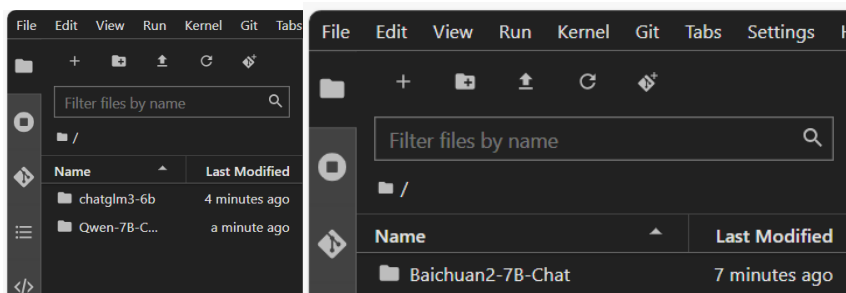 File Edit View Run Kernel Git Tabs
Filter files by name
/
Name Last Modified
chatglm3-6b 4 minutes ago
Qwen-7B-C... a minute ago
File Edit View Run Kernel Git Tabs Settings
Filter files by name
/
Name Last Modified
Baichuan2-7B-Chat 7 minutes ago